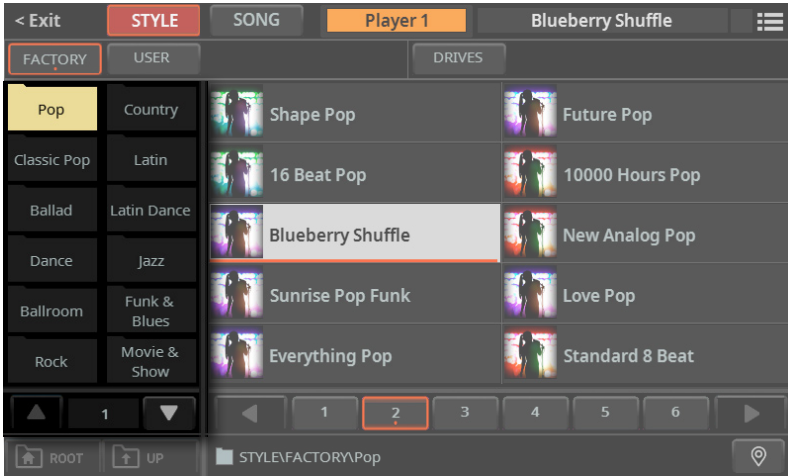 < Exit STYLE SONG Player 1 Blueberry Shuffle
FACTORY USER DRIVES
Pop Country
Classic Pop Latin
Ballad Latin Dance
Dance Jazz
Ballroom Funk &
Blues
Rock Movie &
Show
Shape Pop Future Pop
16 Beat Pop 10000 Hours Pop
Blueberry Shuffle New Analog Pop
Sunrise Pop Funk Love Pop
Everything Pop Standard 8 Beat
1 1 2 3 4 5 6
ROOT UP STYLE\FACTORY\Pop